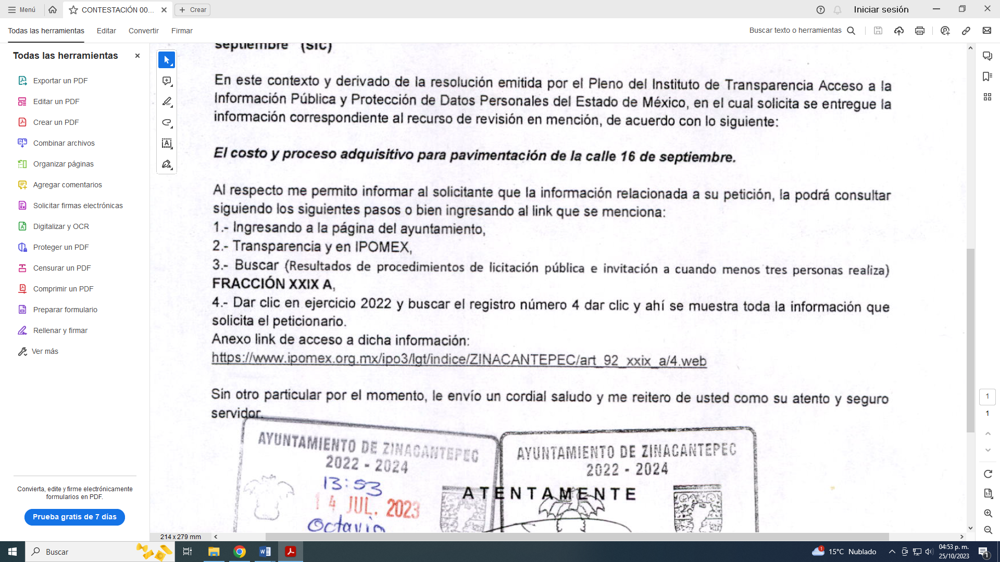 Menú
CONTESTACIÓN 00...
Crear
Iniciar sesión
Todas las herramientas
Editar
Convertir
Firmar
Buscar texto o herramientas
Todas las herramientas
Exportar un PDF
Editar un PDF
Crear un PDF
Combinar archivos
Organizar páginas
Agregar comentarios
Solicitar firmas electrónicas
Digitalizar y OCR
Proteger un PDF
Censurar un PDF
Comprimir un PDF
Preparar formulario
Rellenar y firmar
Ver más
Convierta, edite y firme electrónicamente
formularios en PDF.
Prueba gratis de 7 días
septiembre" (SIC)
En este contexto y derivado de la resolución emitida por el Pleno del Instituto de Transparencia Acceso a la
Información Pública y Protección de Datos Personales del Estado de México, en el cual solicita se entregue la
información correspondiente al recurso de revisión en mención, de acuerdo con lo siguiente:
El costo y proceso adquisitivo para pavimentación de la calle 16 de septiembre.
Al respecto me permito informar al solicitante que la información relacionada a su petición, la podrá consultar
siguiendo los siguientes pasos o bien ingresando al link que se menciona:
1.- Ingresando a la página del ayuntamiento,
2.- Transparencia y en IPOMEX,
3.- Buscar (Resultados de procedimientos de licitación pública e invitación a cuando menos tres personas realiza)
FRACCIÓN XXIX A,
4.- Dar clic en ejercicio 2022 y buscar el registro número 4 dar clic y ahí se muestra toda la información que
solicita el peticionario.
Anexo link de acceso a dicha información:
https://www.ipomex.org.mx/ipo3/lgt/indice/ZINACANTEPEC/art_92_xxix_a/4.web
Sin otro particular por el momento, le envío un cordial saludo y me reitero de usted como su atento y seguro
servidor.
AYUNTAMIENTO DE ZINACANTEPEC
2022 - 2024
13:53
14 JUL. 2023
Octavio
AYUNTAMIENTO DE ZINACANTEPEC
2022 - 2024
ATENTAMENTE
214 x 279 mm
1
1
Buscar
15°C Nublado
04:53 p. m.
25/10/2023